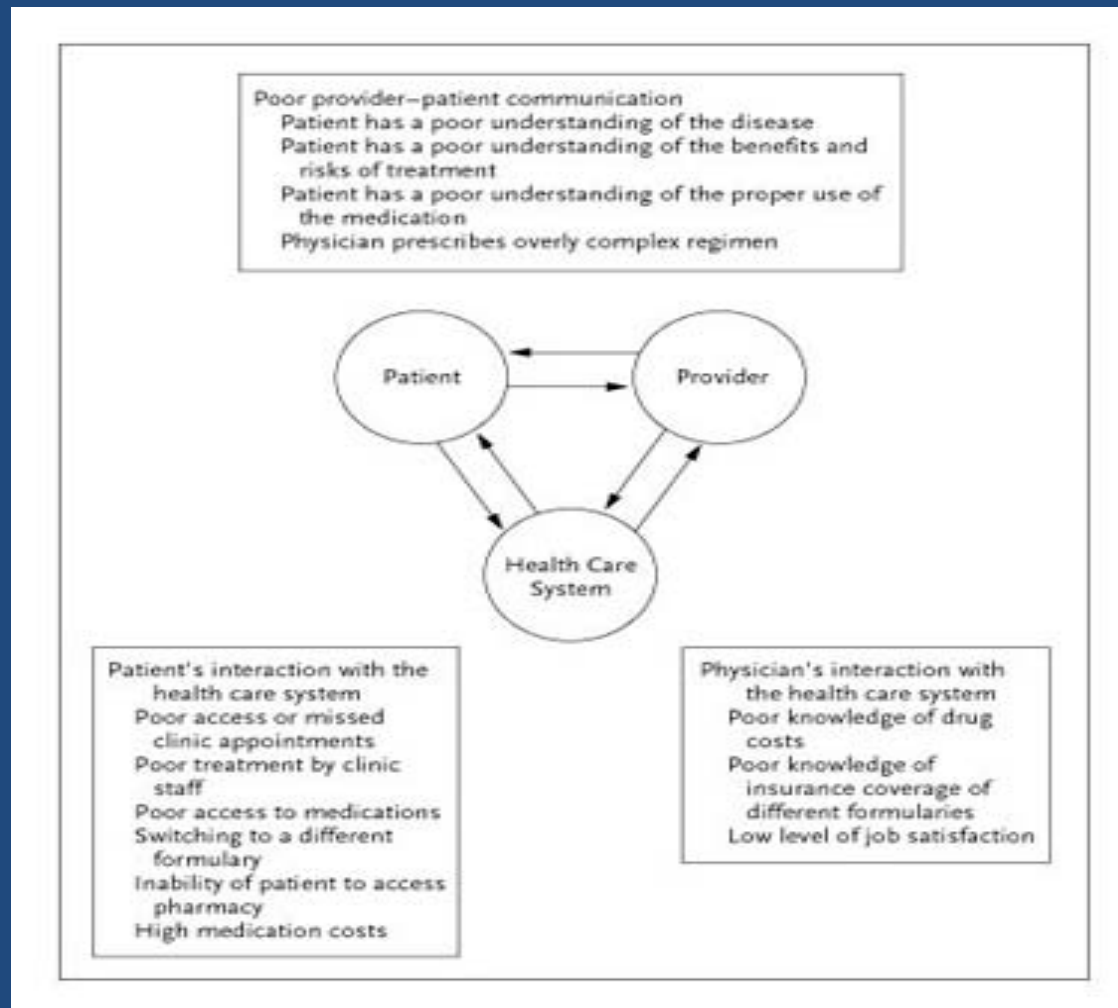 Poor provider–patient communication
Patient has a poor understanding of the disease
Patient has a poor understanding of the benefits and
risks of treatment
Patient has a poor understanding of the proper use of
the medication
Physician prescribes overly complex regimen
Patient
Provider
Health Care
System
Patient's interaction with the
health care system
Poor access or missed
clinic appointments
Poor treatment by clinic
staff
Poor access to medications
Switching to a different
formulary
Inability of patient to access
pharmacy
High medication costs
Physician's interaction with
the health care system
Poor knowledge of drug
costs
Poor knowledge of
insurance coverage of
different formularies
Low level of job satisfaction